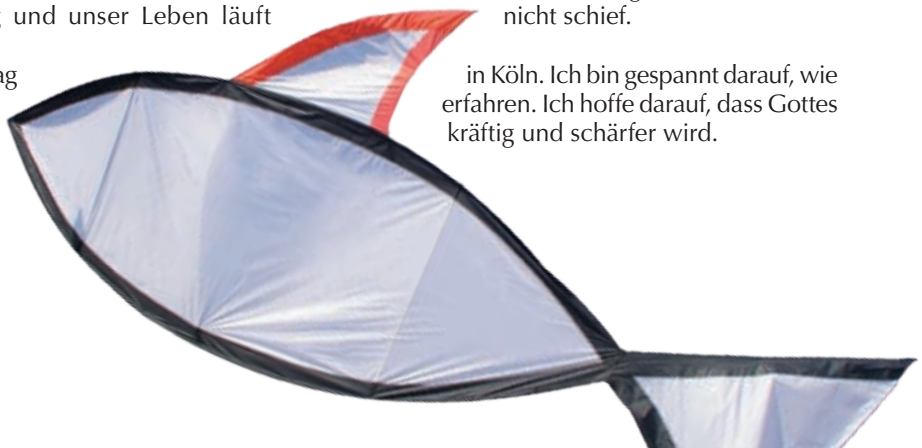 und unser Leben läuft nicht schief.
ag in Köln. Ich bin gespannt darauf, wie
erfahren. Ich hoffe darauf, dass Gottes
kräftig und schärfer wird.